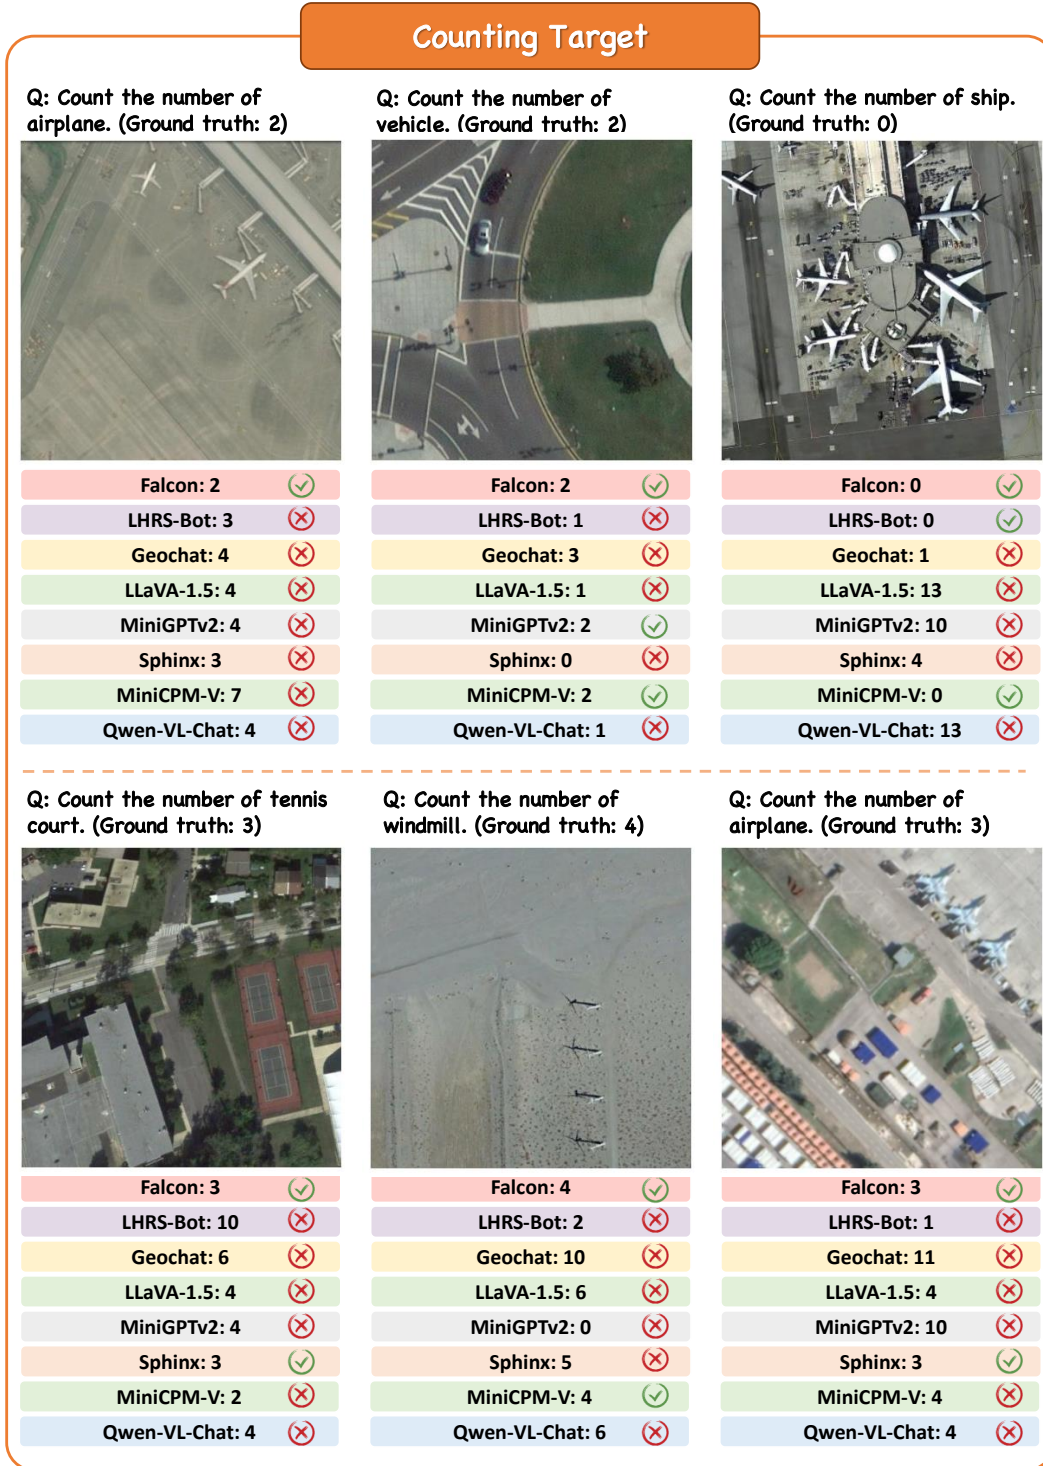 Counting Target
Q: Count the number of
airplane. (Ground truth: 2)
Falcon: 2
LHRS-Bot: 3
Geochat: 4
LLaVA-1.5: 4
MiniGPTv2: 4
Sphinx: 3
MiniCPM-V: 7
Qwen-VL-Chat: 4
Q: Count the number of
vehicle. (Ground truth: 2)
Falcon: 2
LHRS-Bot: 1
Geochat: 3
LLaVA-1.5: 1
MiniGPTv2: 2
Sphinx: 0
MiniCPM-V: 2
Qwen-VL-Chat: 1
Q: Count the number of ship.
(Ground truth: 0)
Falcon: 0
LHRS-Bot: 0
Geochat: 1
LLaVA-1.5: 13
MiniGPTv2: 10
Sphinx: 4
MiniCPM-V: 0
Qwen-VL-Chat: 13
Q: Count the number of tennis
court. (Ground truth: 3)
Falcon: 3
LHRS-Bot: 10
Geochat: 6
LLaVA-1.5: 4
MiniGPTv2: 4
Sphinx: 3
MiniCPM-V: 2
Qwen-VL-Chat: 4
Q: Count the number of
windmill. (Ground truth: 4)
Falcon: 4
LHRS-Bot: 2
Geochat: 10
LLaVA-1.5: 6
MiniGPTv2: 0
Sphinx: 5
MiniCPM-V: 4
Qwen-VL-Chat: 6
Q: Count the number of
airplane. (Ground truth: 3)
Falcon: 3
LHRS-Bot: 1
Geochat: 11
LLaVA-1.5: 4
MiniGPTv2: 10
Sphinx: 3
MiniCPM-V: 4
Qwen-VL-Chat: 4